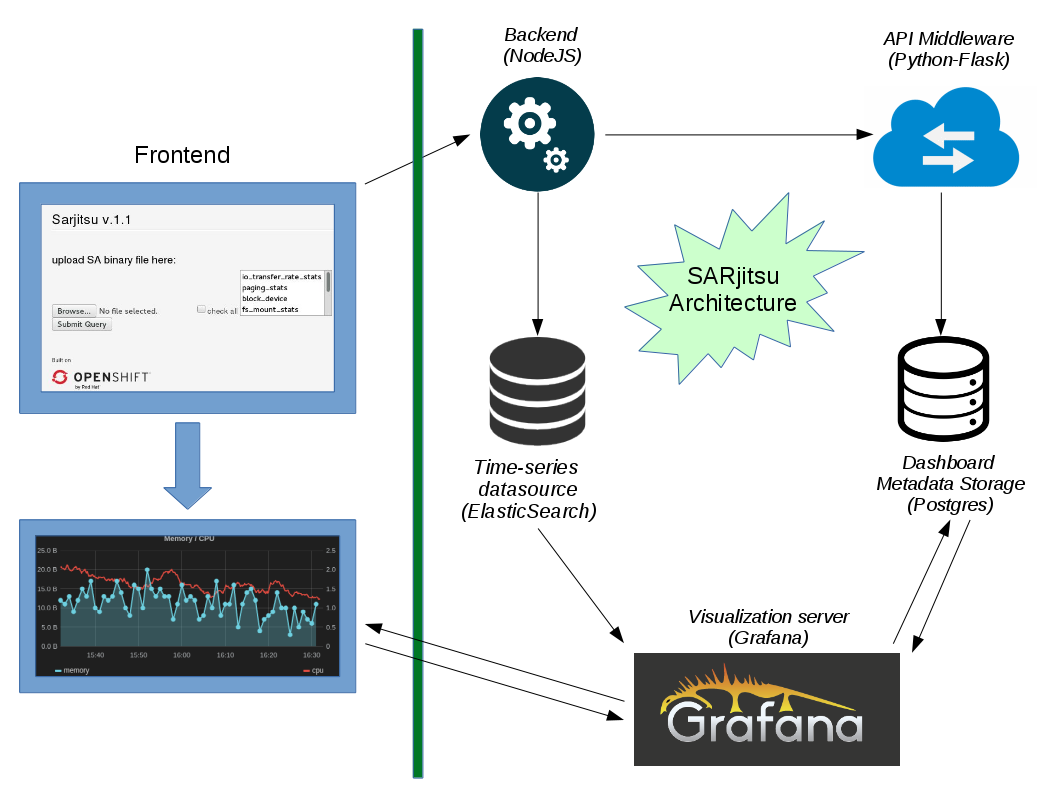 Backend
(NodeJS)
API Middleware
(Python-Flask)
Frontend
Sarjitsu v.1.1
upload SA binary file here:
io_transfer_rate_stats
paging_stats
block_device
fs_mount_stats
Browse... No file selected.
check all
Submit Query
Built on
OPENSHIFT
by Red Hat
SARjitsu
Architecture
Time-series
datasource
(ElasticSearch)
Dashboard
Metadata Storage
(Postgres)
Memory / CPU
25.0 B
20.0 B
15.0 B
10.0 B
5.0 B
0.0 B
2.5
2.0
1.5
1.0
0.5
0
15:40 15:50 16:00 16:10 16:20 16:30
memory
cpu
Visualization server
(Grafana)
Grafana